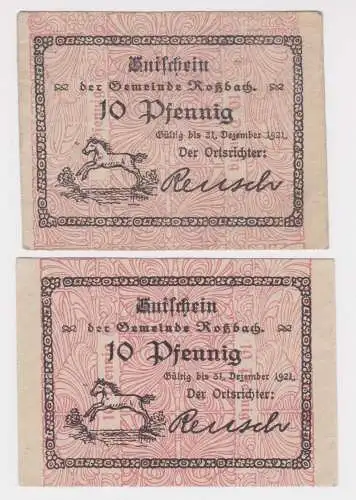 Gutschein
der Gemeinde Roßbach.
10 Pfennig
Gültig bis 31. Dezember 1921.
Der Ortsrichter:
Reusch
Gutschein
der Gemeinde Roßbach.
10 Pfennig
Gültig bis 31. Dezember 1921.
Der Ortsrichter:
Reusch